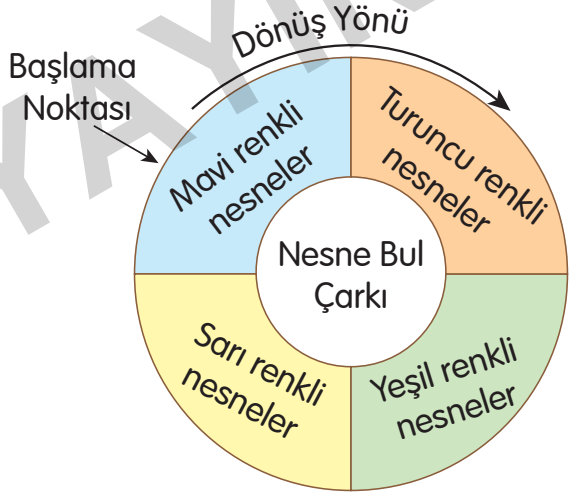 Dönüş Yönü
Başlama
Noktası
Mavi renkli
nesneler
Turuncu renkli
nesneler
Nesne Bul
Çarkı
Sarı renkli
nesneler
Yeşil renkli
nesneler